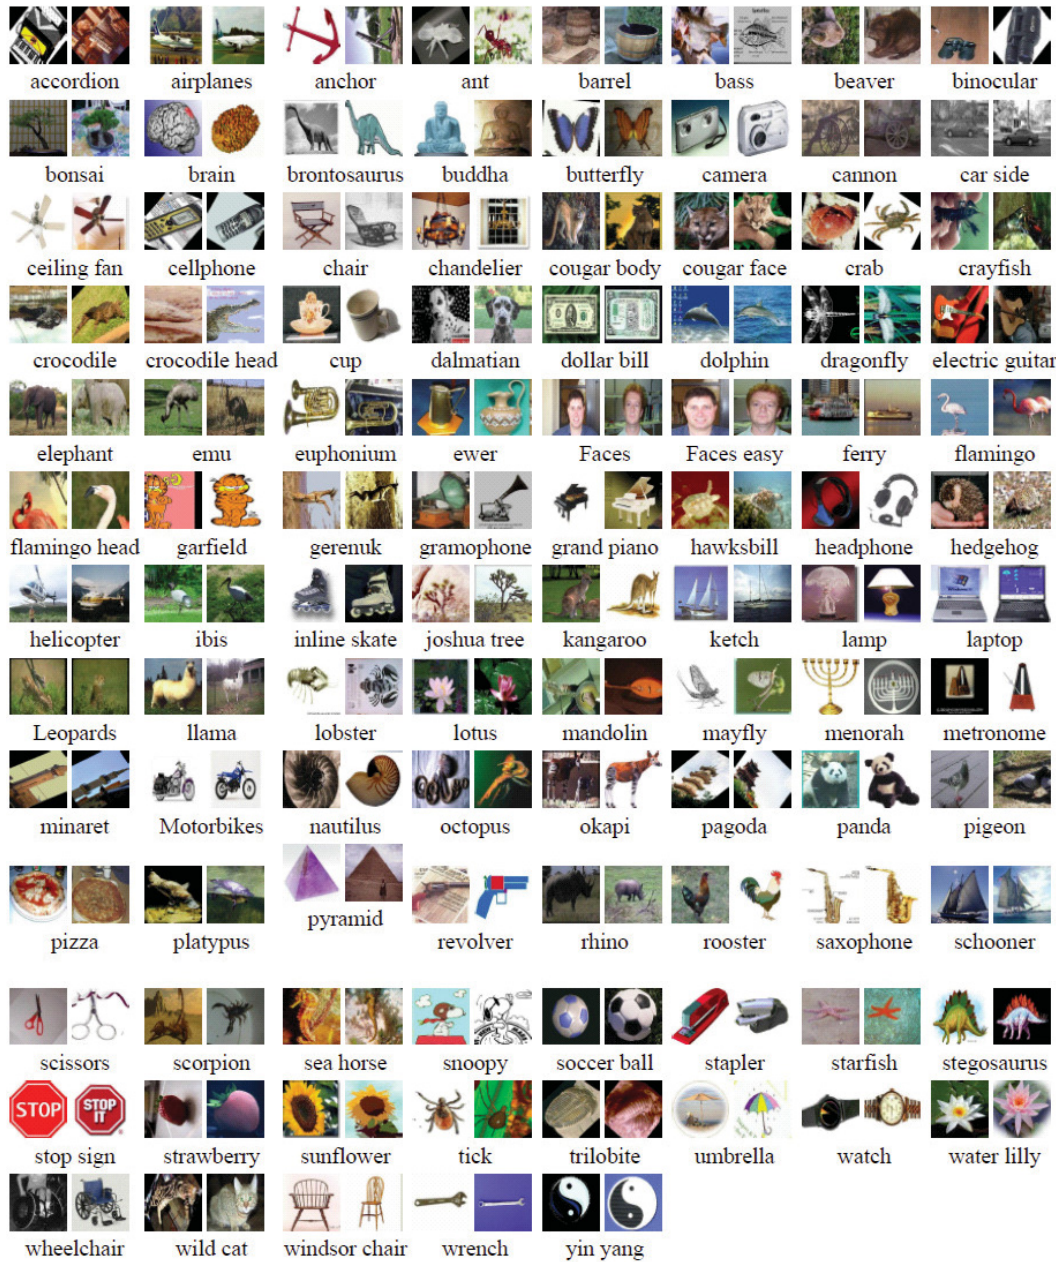 accordion airplanes anchor ant barrel bass beaver binocular
bonsai brain brontosaurus buddha butterfly camera cannon car side
ceiling fan cellphone chair chandelier cougar body cougar face crab crayfish
crocodile crocodile head cup dalmatian dollar bill dolphin dragonfly electric guitar
elephant emu euphonium ewer Faces Faces easy ferry flamingo
flamingo head garfield gerenuk gramophone grand piano hawksbill headphone hedgehog
helicopter ibis inline skate joshua tree kangaroo ketch lamp laptop
Leopards llama lobster lotus mandolin mayfly menorah metronome
minaret Motorbikes nautilus octopus okapi pagoda panda pigeon
pizza platypus pyramid revolver rhino rooster saxophone schooner
scissors scorpion sea horse snoopy soccer ball stapler starfish stegosaurus
STOP STOP IT
stop sign strawberry sunflower tick trilobite umbrella watch water lilly
wheelchair wild cat windsor chair wrench yin yang